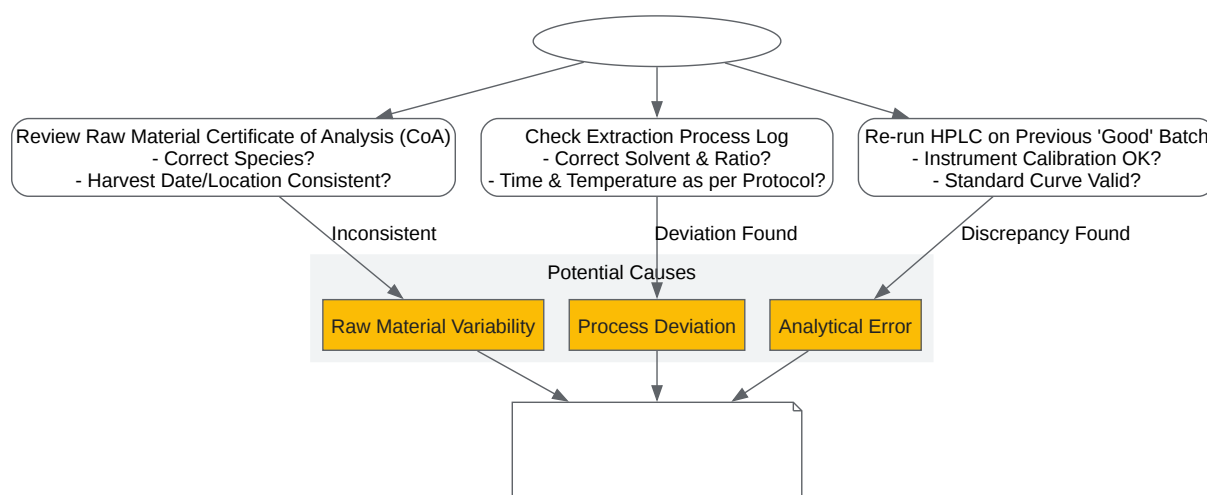 Review Raw Material Certificate of Analysis (CoA)
- Correct Species?
- Harvest Date/Location Consistent?
Check Extraction Process Log
- Correct Solvent & Ratio?
- Time & Temperature as per Protocol?
Re-run HPLC on Previous 'Good' Batch
- Instrument Calibration OK?
- Standard Curve Valid?
Inconsistent
Deviation Found
Discrepancy Found
Potential Causes
Raw Material Variability
Process Deviation
Analytical Error